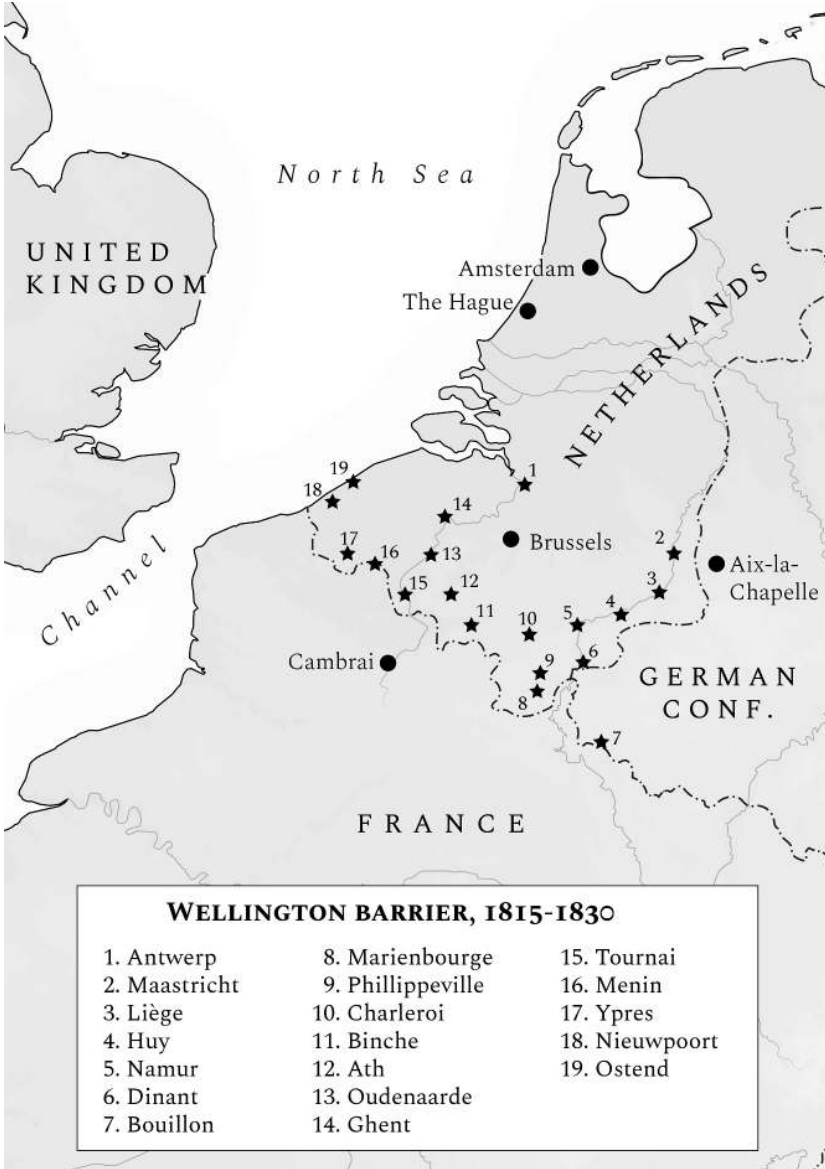 North Sea
UNITED
KINGDOM
Amsterdam
The Hague
NETHERLANDS
Channel
19
18
1
14
17
16
13
Brussels
2
Aix-la-
Chapelle
15
12
3
11
10
5
4
Cambrai
9
6
8
GERMAN
CONF.
7
FRANCE
WELLINGTON BARRIER, 1815-1830
1. Antwerp
2. Maastricht
3. Liège
4. Huy
5. Namur
6. Dinant
7. Bouillon
8. Marienbourge
9. Phillippeville
10. Charleroi
11. Binche
12. Ath
13. Oudenaarde
14. Ghent
15. Tournai
16. Menin
17. Ypres
18. Nieuwpoort
19. Ostend